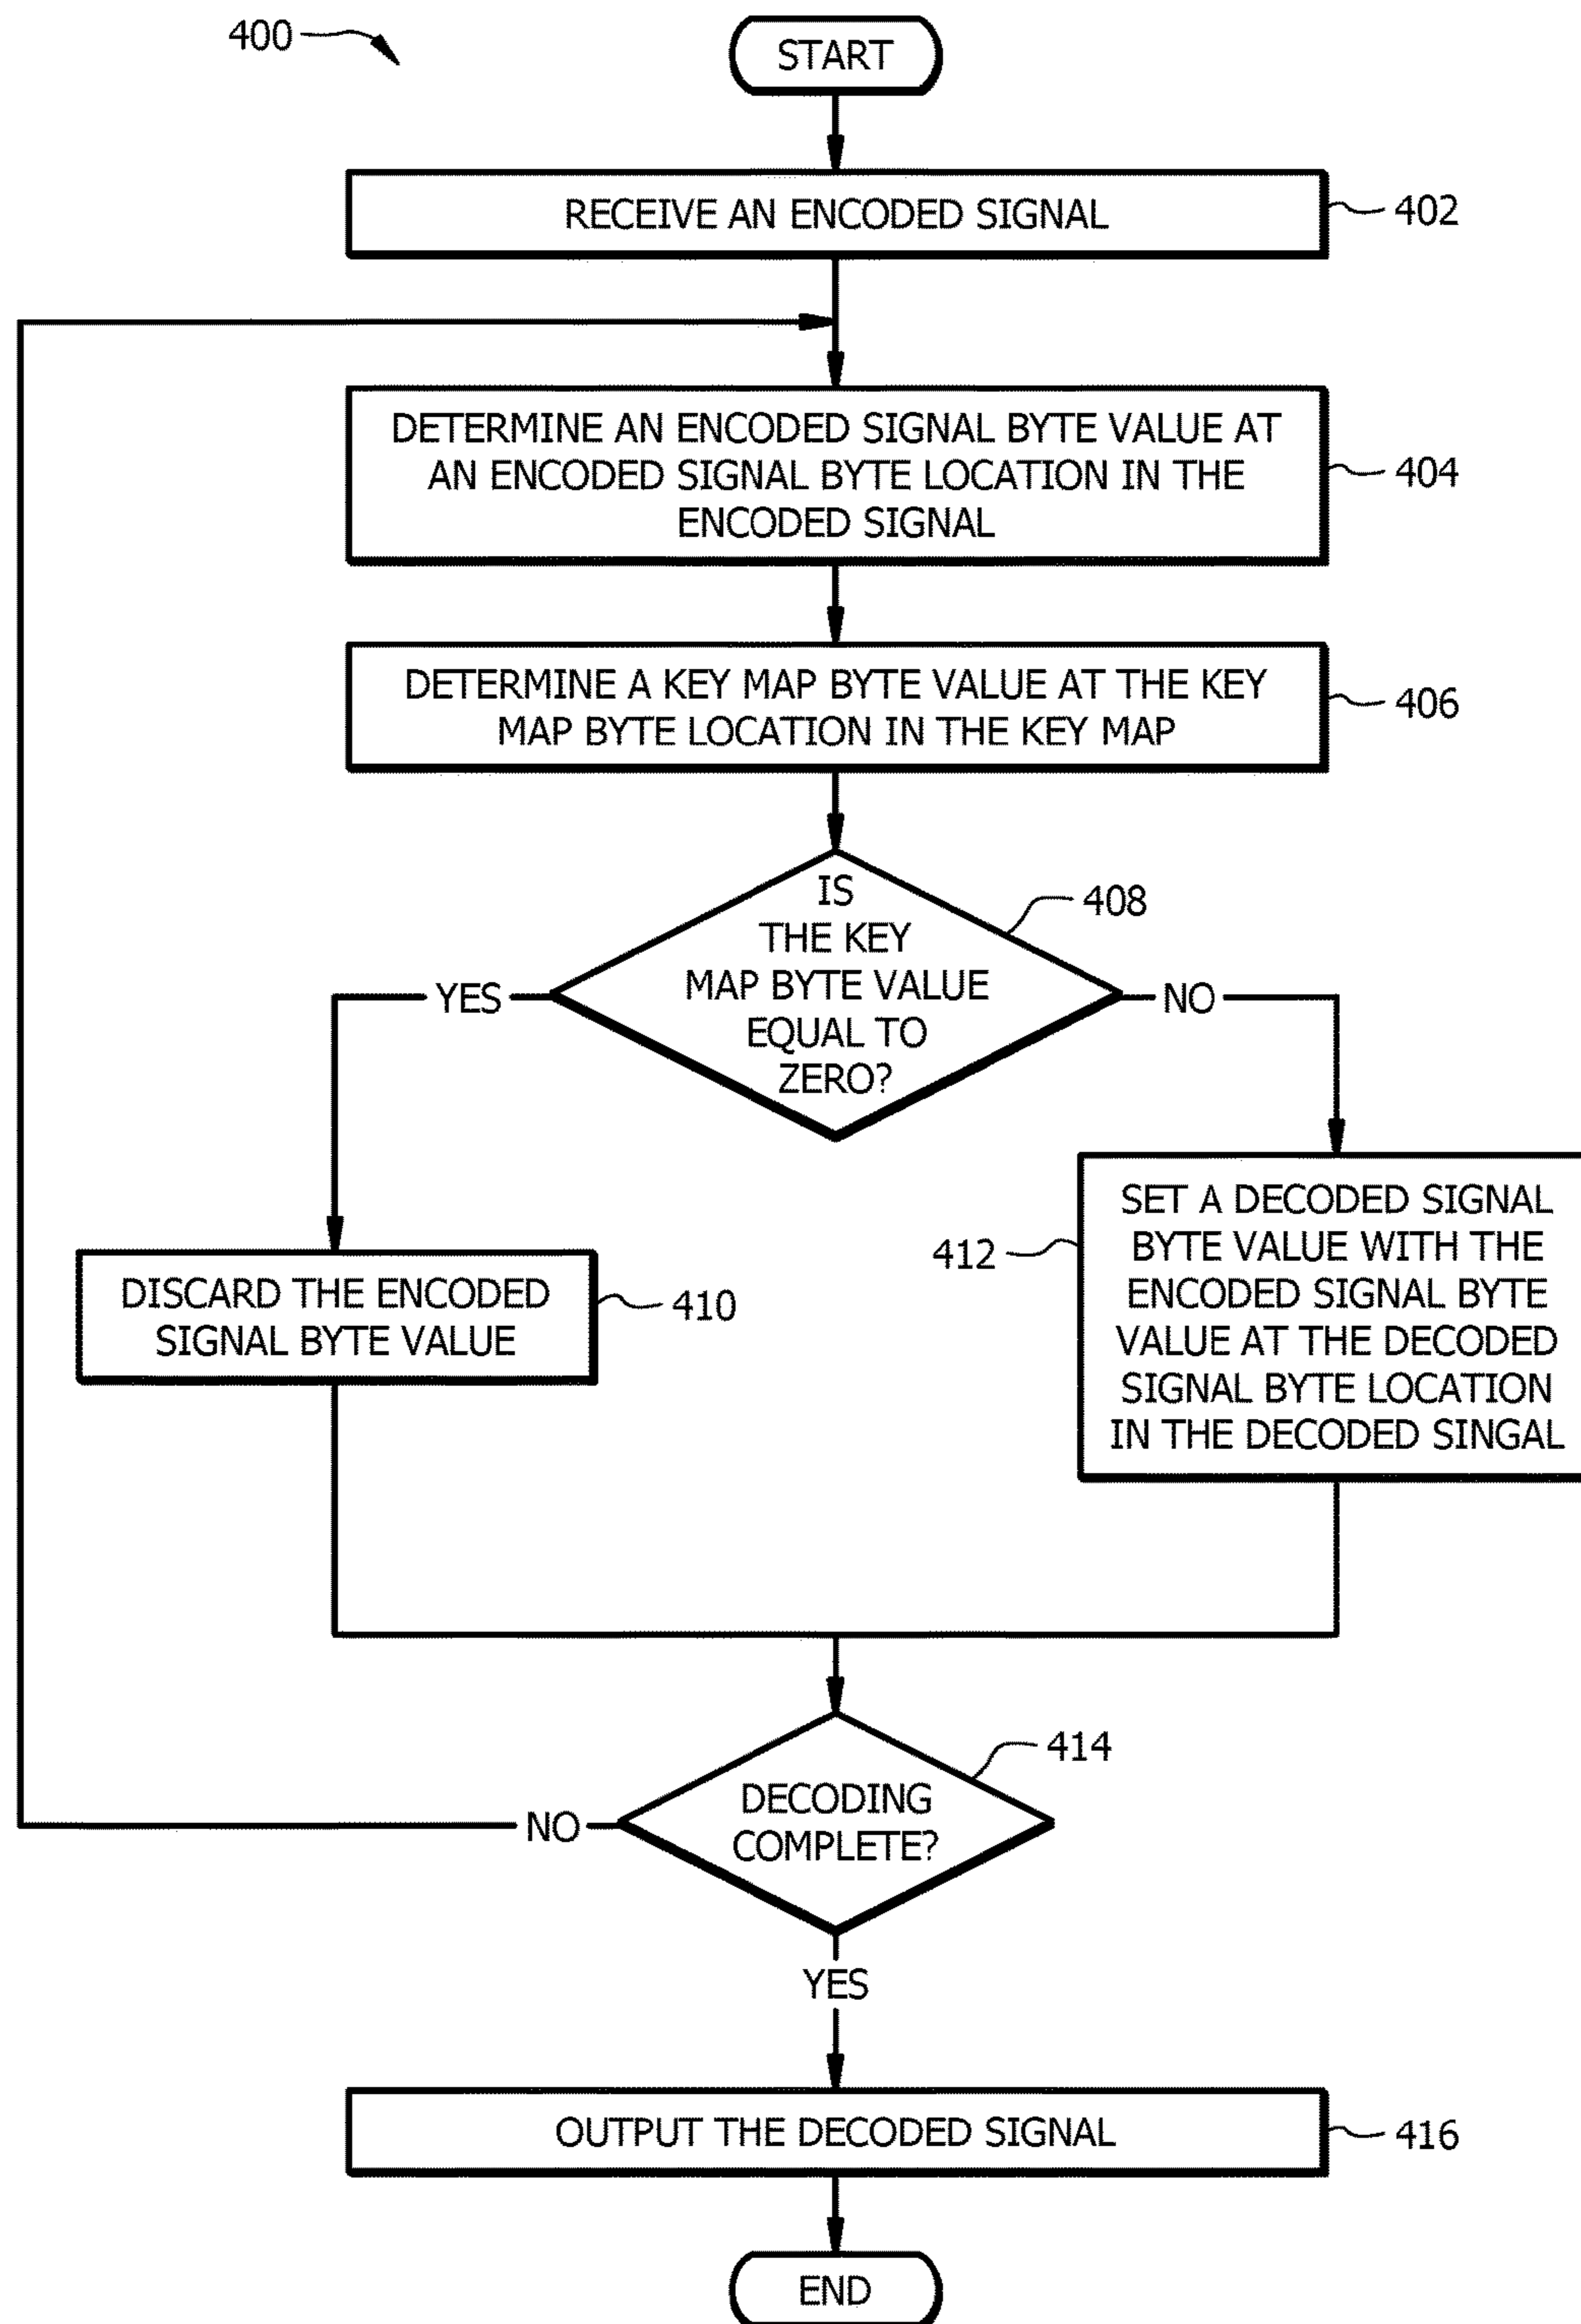 400
START
RECEIVE AN ENCODED SIGNAL
402
DETERMINE AN ENCODED SIGNAL BYTE VALUE AT
AN ENCODED SIGNAL BYTE LOCATION IN THE
ENCODED SIGNAL
404
DETERMINE A KEY MAP BYTE VALUE AT THE KEY
MAP BYTE LOCATION IN THE KEY MAP
406
IS
THE KEY
MAP BYTE VALUE
EQUAL TO
ZERO?
408
YES
NO
DISCARD THE ENCODED
SIGNAL BYTE VALUE
410
412
SET A DECODED SIGNAL
BYTE VALUE WITH THE
ENCODED SIGNAL BYTE
VALUE AT THE DECODED
SIGNAL BYTE LOCATION
IN THE DECODED SINGAL
DECODING
COMPLETE?
414
NO
YES
OUTPUT THE DECODED SIGNAL
416
END